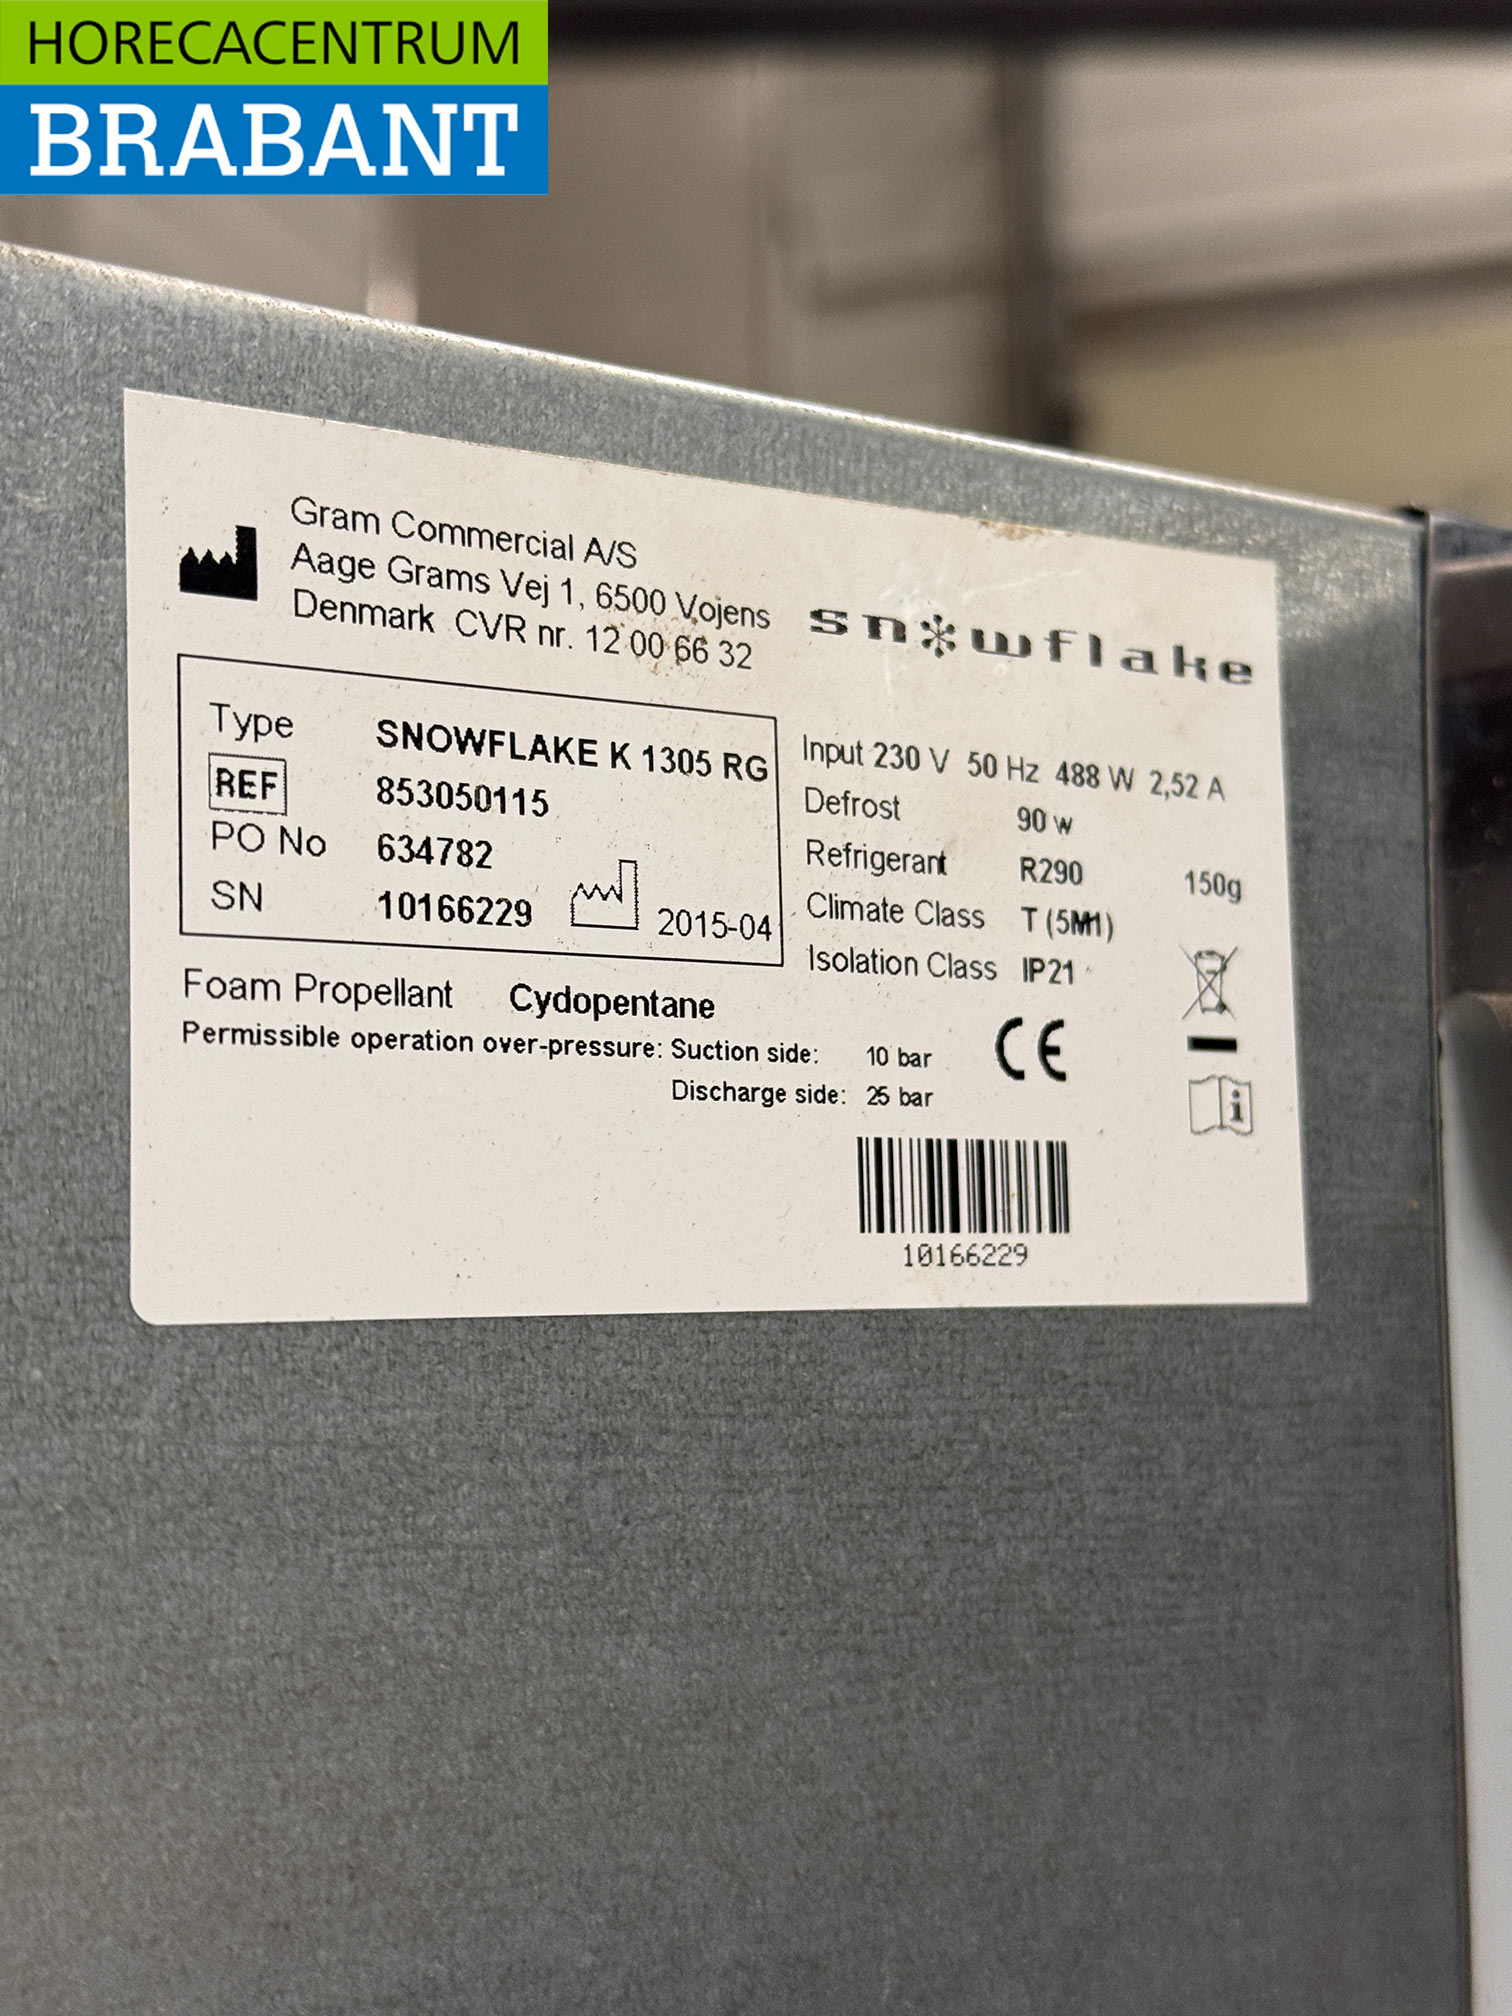 HORECACENTRUM
BRABANT
Gram Commercial A/S
Aage Grams Vej 1, 6500 Vojens
Denmark CVR nr. 12 00 66 32
snowflake
Type SNOWFLAKE K 1305 RG
REF 853050115
PO No 634782
SN 10166229 2015-04
Input 230 V 50 Hz 488 W 2,52 A
Defrost 90 w
Refrigerant R290 150g
Climate Class T (5M1)
Isolation Class IP21
Foam Propellant Cydopentane
Permissible operation over-pressure: Suction side: 10 bar
Discharge side: 25 bar
CE
i
10166229